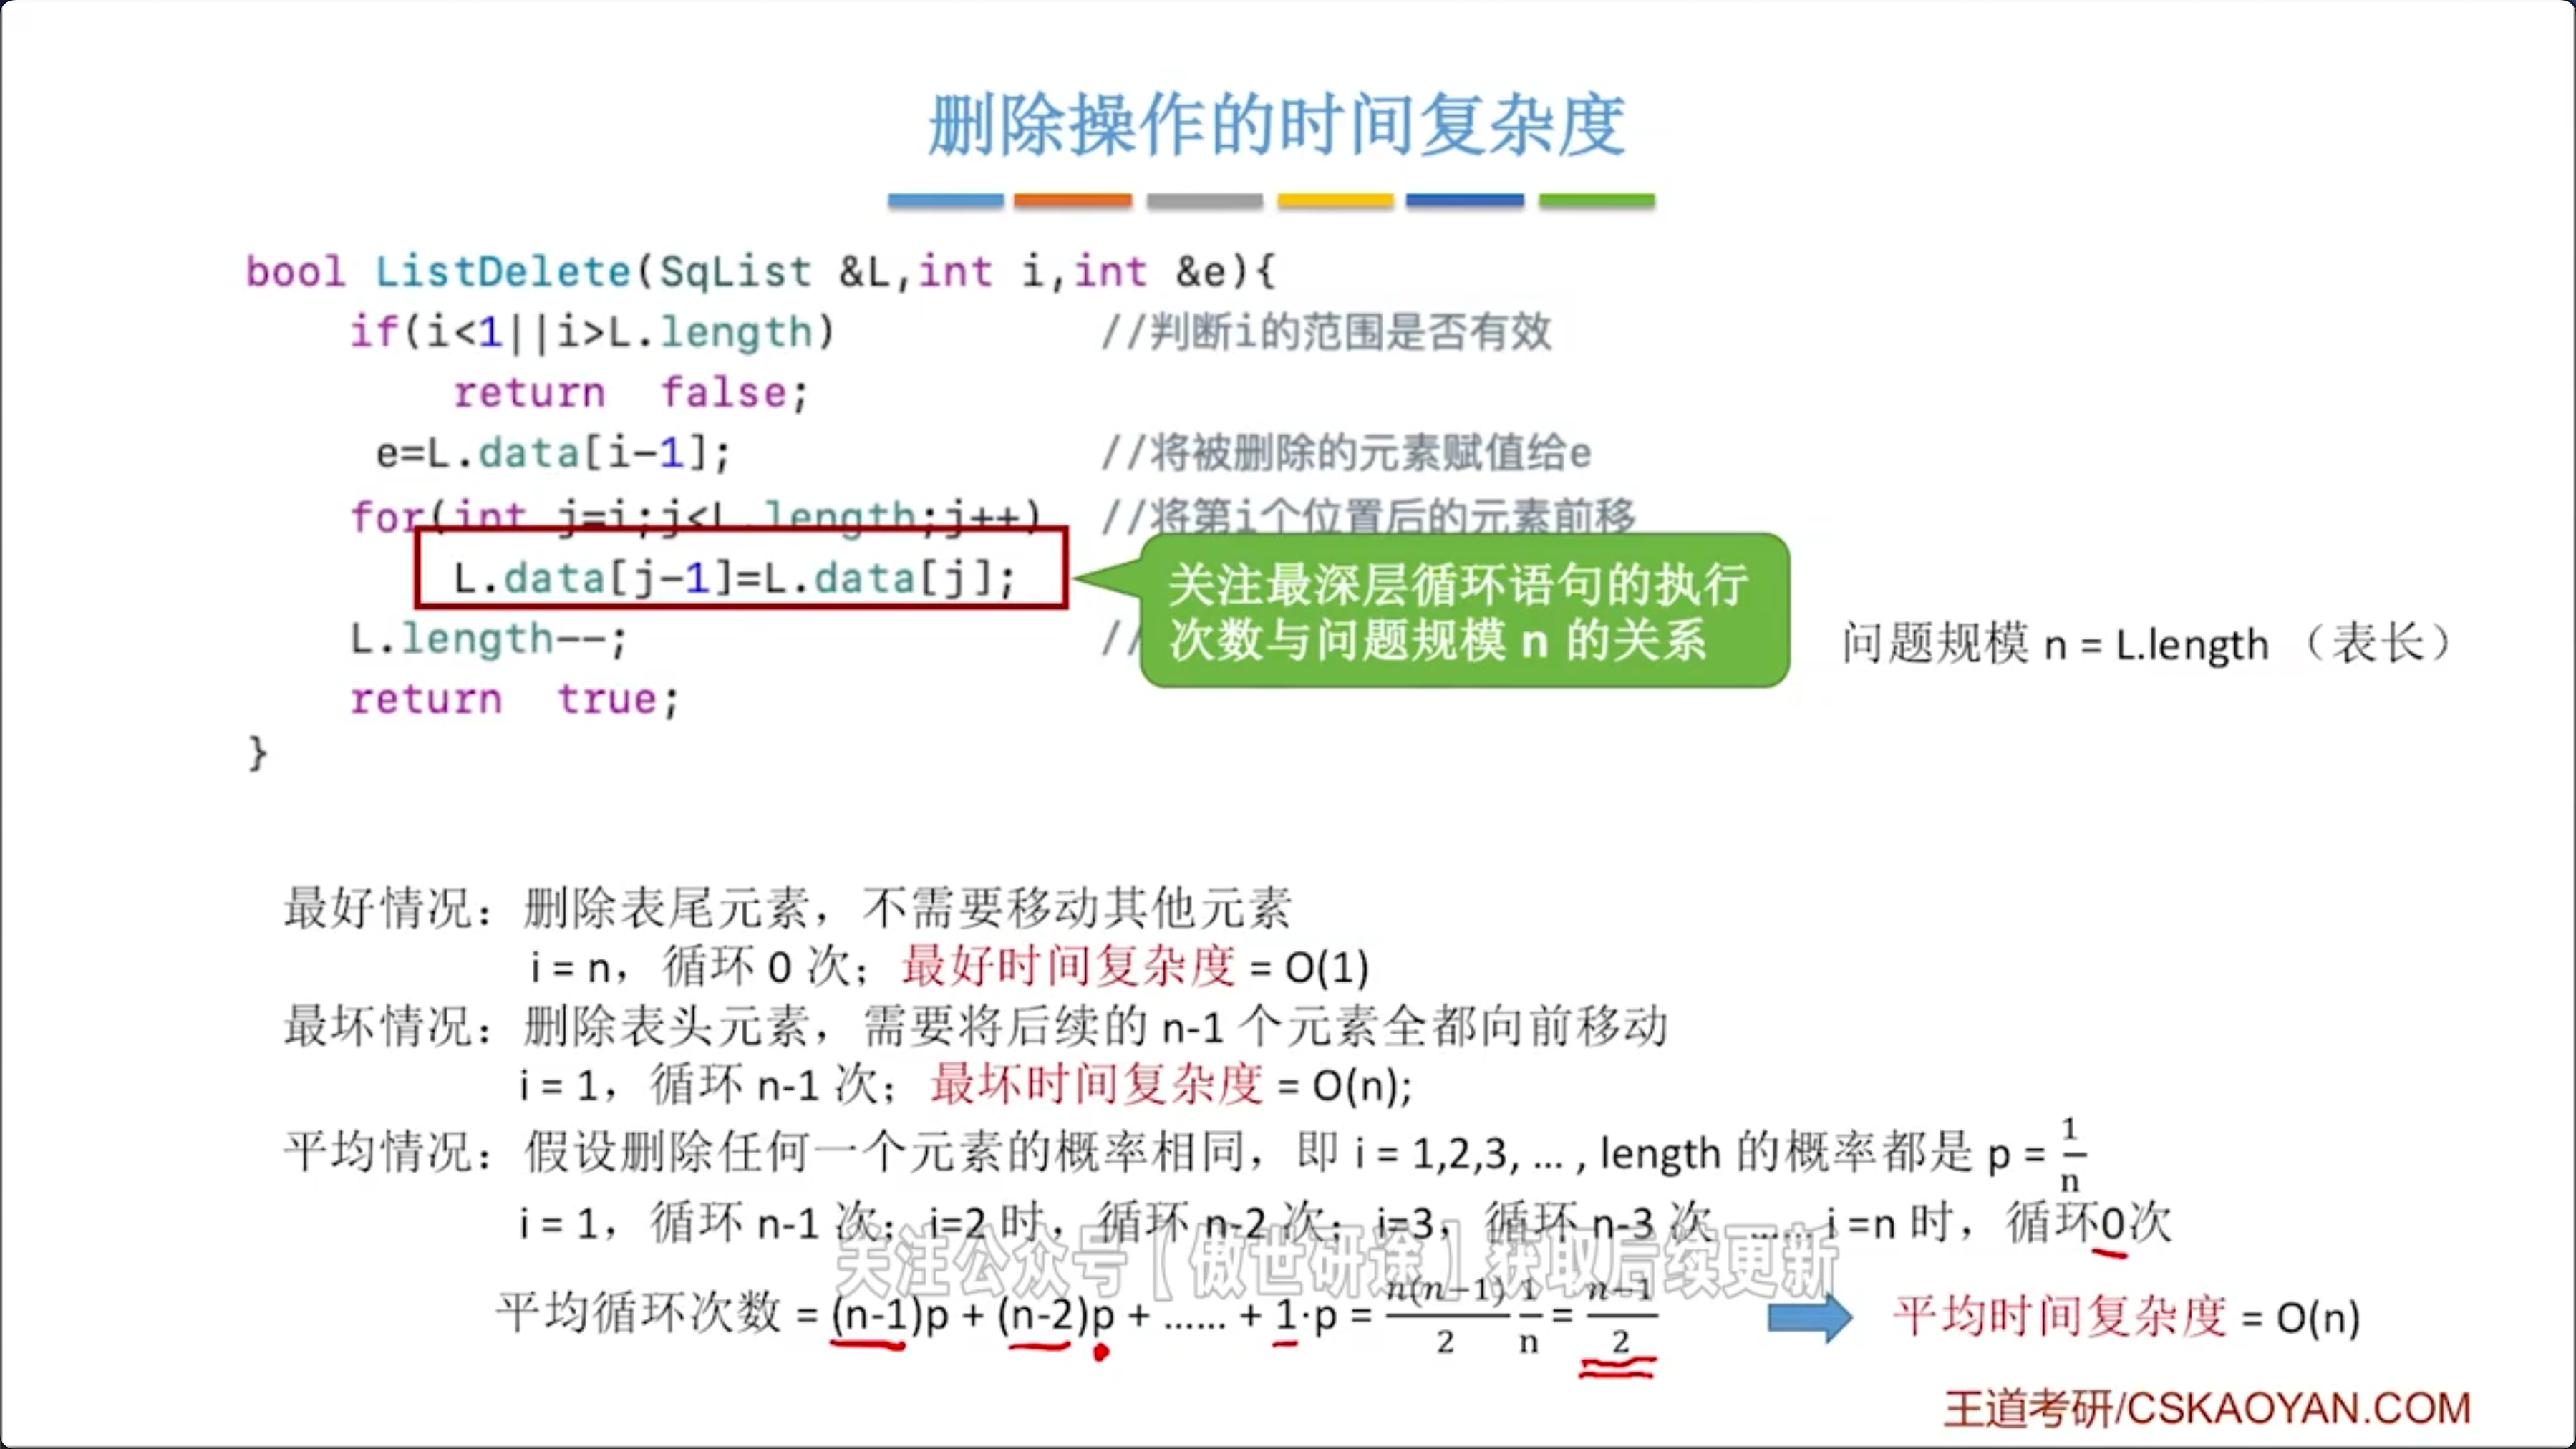 删除操作的时间复杂度
bool ListDelete(SqList &L,int i,int &e){
if(i<1||i>L.length) //判断i的范围是否有效
return false;
e=L.data[i-1]; //将被删除的元素赋值给e
for(int j=i;j<L.length;j++) //将第i个位置后的元素前移
L.data[j-1]=L.data[j];
关注最深层循环语句的执行
次数与问题规模 n 的关系
L.length--; //
问题规模 n = L.length （表长）
return true;
}
最好情况：删除表尾元素，不需要移动其他元素
i = n，循环 0 次；最好时间复杂度 = O(1)
最坏情况：删除表头元素，需要将后续的 n-1 个元素全都向前移动
i = 1，循环 n-1 次；最坏时间复杂度 = O(n);
平均情况：假设删除任何一个元素的概率相同，即 i = 1,2,3, … , length 的概率都是 p = 1/n
i = 1，循环 n-1 次；i=2 时，循环 n-2 次；i=3，循环 n-3 次 …… i =n 时，循环0次
关注公众号【傲世研途】获取后续更新
平均循环次数 = (n-1)p + (n-2)p + …… + 1·p = n(n−1)/2 1/n = n−1/2 平均时间复杂度 = O(n)
王道考研/CSKAOYAN.COM